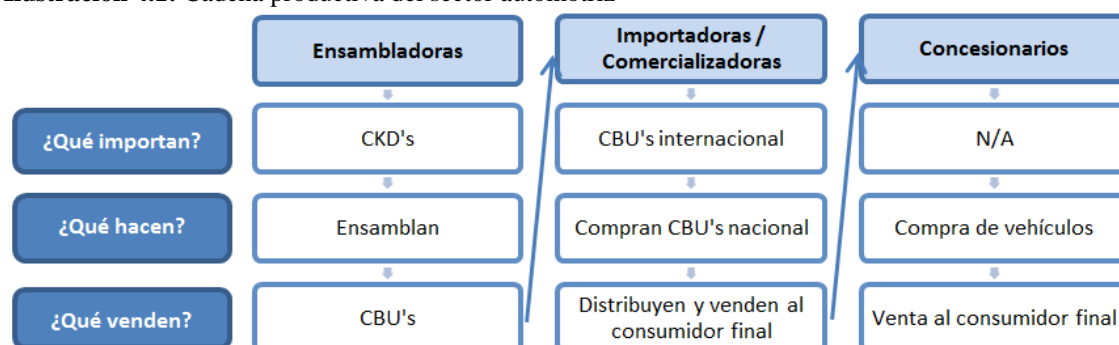 Ensambladoras
Importadoras /
Comercializadoras
Concesionarios
¿Qué importan?
CKD's
CBU's internacional
N/A
¿Qué hacen?
Ensamblan
Compran CBU's nacional
Compra de vehículos
¿Qué venden?
CBU's
Distribuyen y venden al
consumidor final
Venta al consumidor final